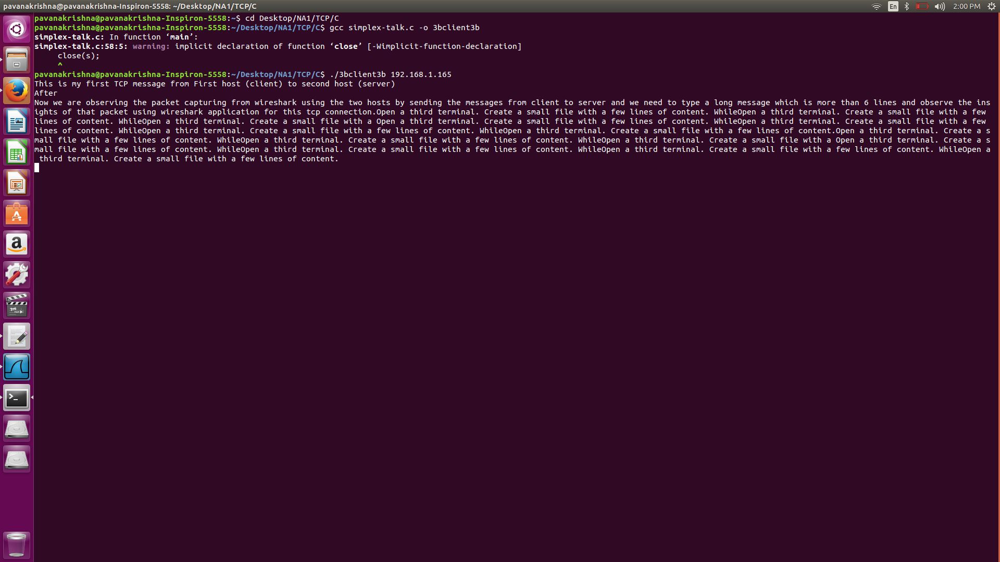 pavanakrishna@pavanakrishna-Inspiron-5558: ~/Desktop/NA1/TCP/C
En
2:00 PM
pavanakrishna@pavanakrishna-Inspiron-5558:~$ cd Desktop/NA1/TCP/C
pavanakrishna@pavanakrishna-Inspiron-5558:~/Desktop/NA1/TCP/C$ gcc simplex-talk.c -o 3bclient3b
simplex-talk.c: In function ‘main’:
simplex-talk.c:58:5: warning: implicit declaration of function ‘close’ [-Wimplicit-function-declaration]
     close(s);
     ^
pavanakrishna@pavanakrishna-Inspiron-5558:~/Desktop/NA1/TCP/C$ ./3bclient3b 192.168.1.165
This is my first TCP message from First host (client) to second host (server)
After
Now we are observing the packet capturing from wireshark using the two hosts by sending the messages from client to server and we need to type a long message which is more than 6 lines and observe the ins
ights of that packet using wireshark application for this tcp connection.Open a third terminal. Create a small file with a few lines of content. WhileOpen a third terminal. Create a small file with a few
lines of content. WhileOpen a third terminal. Create a small file with a Open a third terminal. Create a small file with a few lines of content. WhileOpen a third terminal. Create a small file with a few
lines of content. WhileOpen a third terminal. Create a small file with a few lines of content. WhileOpen a third terminal. Create a small file with a few lines of content.Open a third terminal. Create a s
mall file with a few lines of content. WhileOpen a third terminal. Create a small file with a few lines of content. WhileOpen a third terminal. Create a small file with a Open a third terminal. Create a s
mall file with a few lines of content. WhileOpen a third terminal. Create a small file with a few lines of content. WhileOpen a third terminal. Create a small file with a few lines of content. WhileOpen a
 third terminal. Create a small file with a few lines of content.